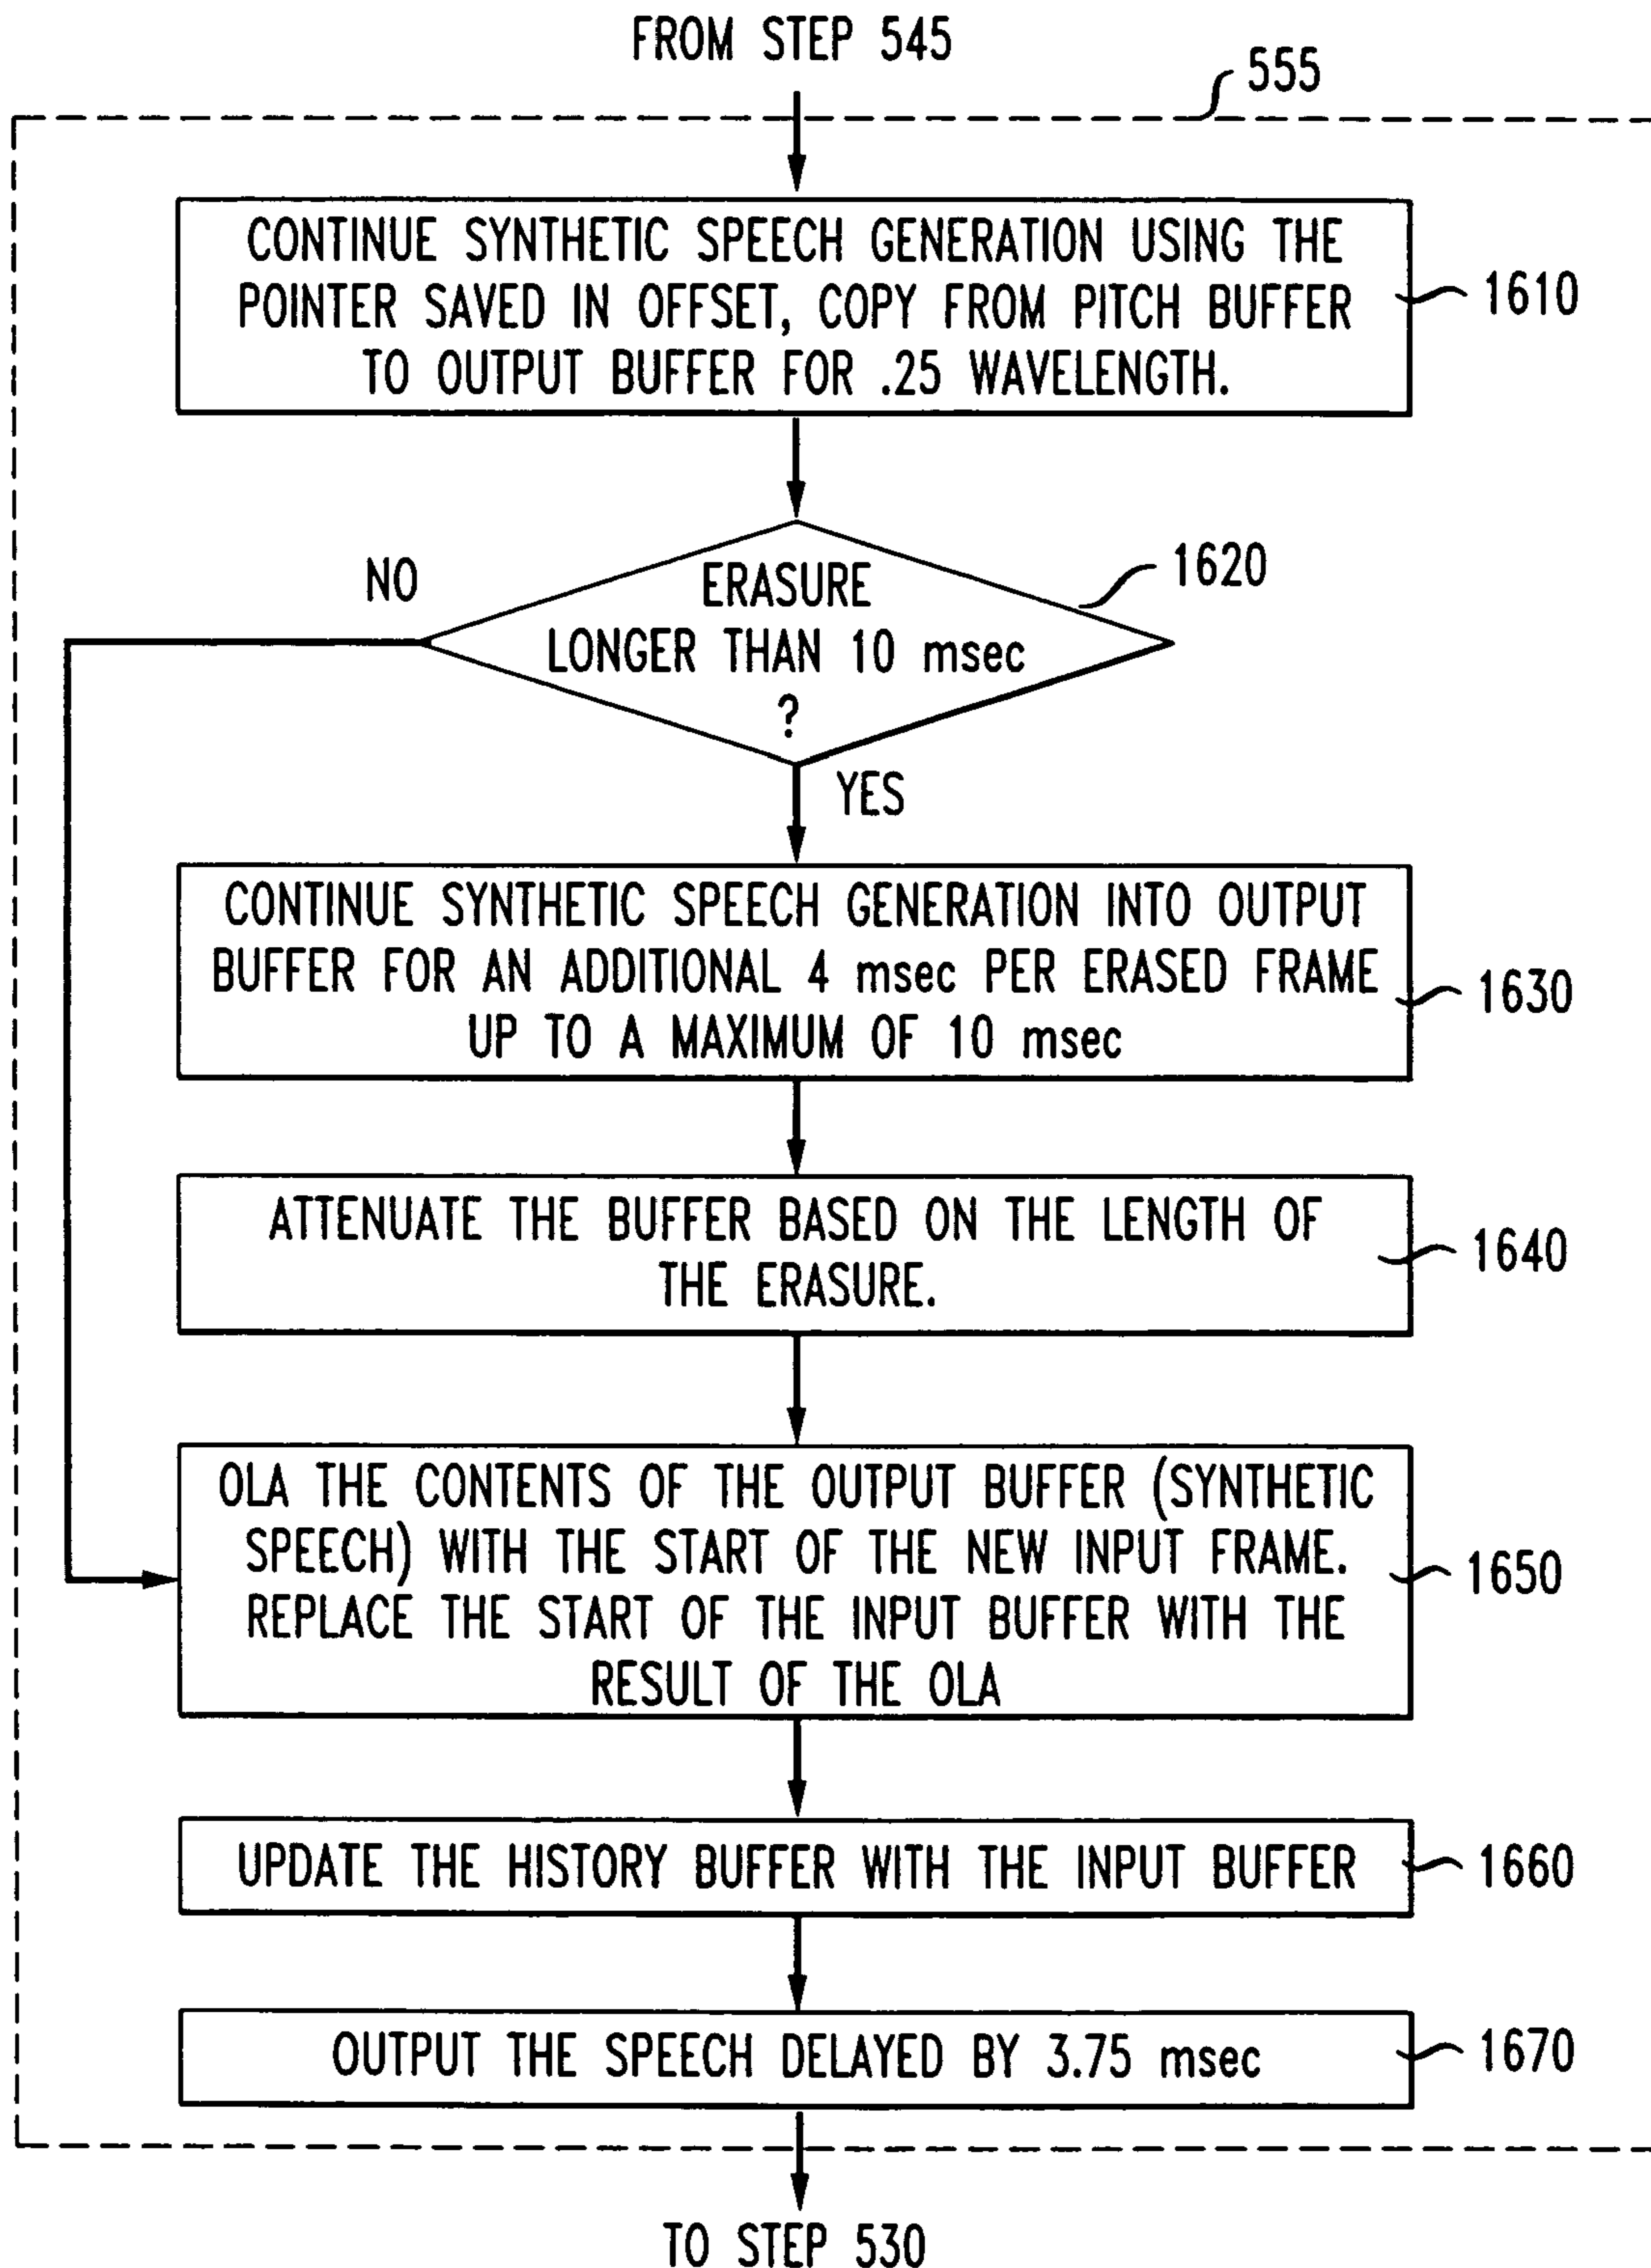 FROM STEP 545
555
CONTINUE SYNTHETIC SPEECH GENERATION USING THE
POINTER SAVED IN OFFSET, COPY FROM PITCH BUFFER
TO OUTPUT BUFFER FOR .25 WAVELENGTH.
1610
NO
ERASURE
LONGER THAN 10 msec
?
1620
YES
CONTINUE SYNTHETIC SPEECH GENERATION INTO OUTPUT
BUFFER FOR AN ADDITIONAL 4 msec PER ERASED FRAME
UP TO A MAXIMUM OF 10 msec
1630
ATTENUATE THE BUFFER BASED ON THE LENGTH OF
THE ERASURE.
1640
OLA THE CONTENTS OF THE OUTPUT BUFFER (SYNTHETIC
SPEECH) WITH THE START OF THE NEW INPUT FRAME.
REPLACE THE START OF THE INPUT BUFFER WITH THE
RESULT OF THE OLA
1650
UPDATE THE HISTORY BUFFER WITH THE INPUT BUFFER
1660
OUTPUT THE SPEECH DELAYED BY 3.75 msec
1670
TO STEP 530